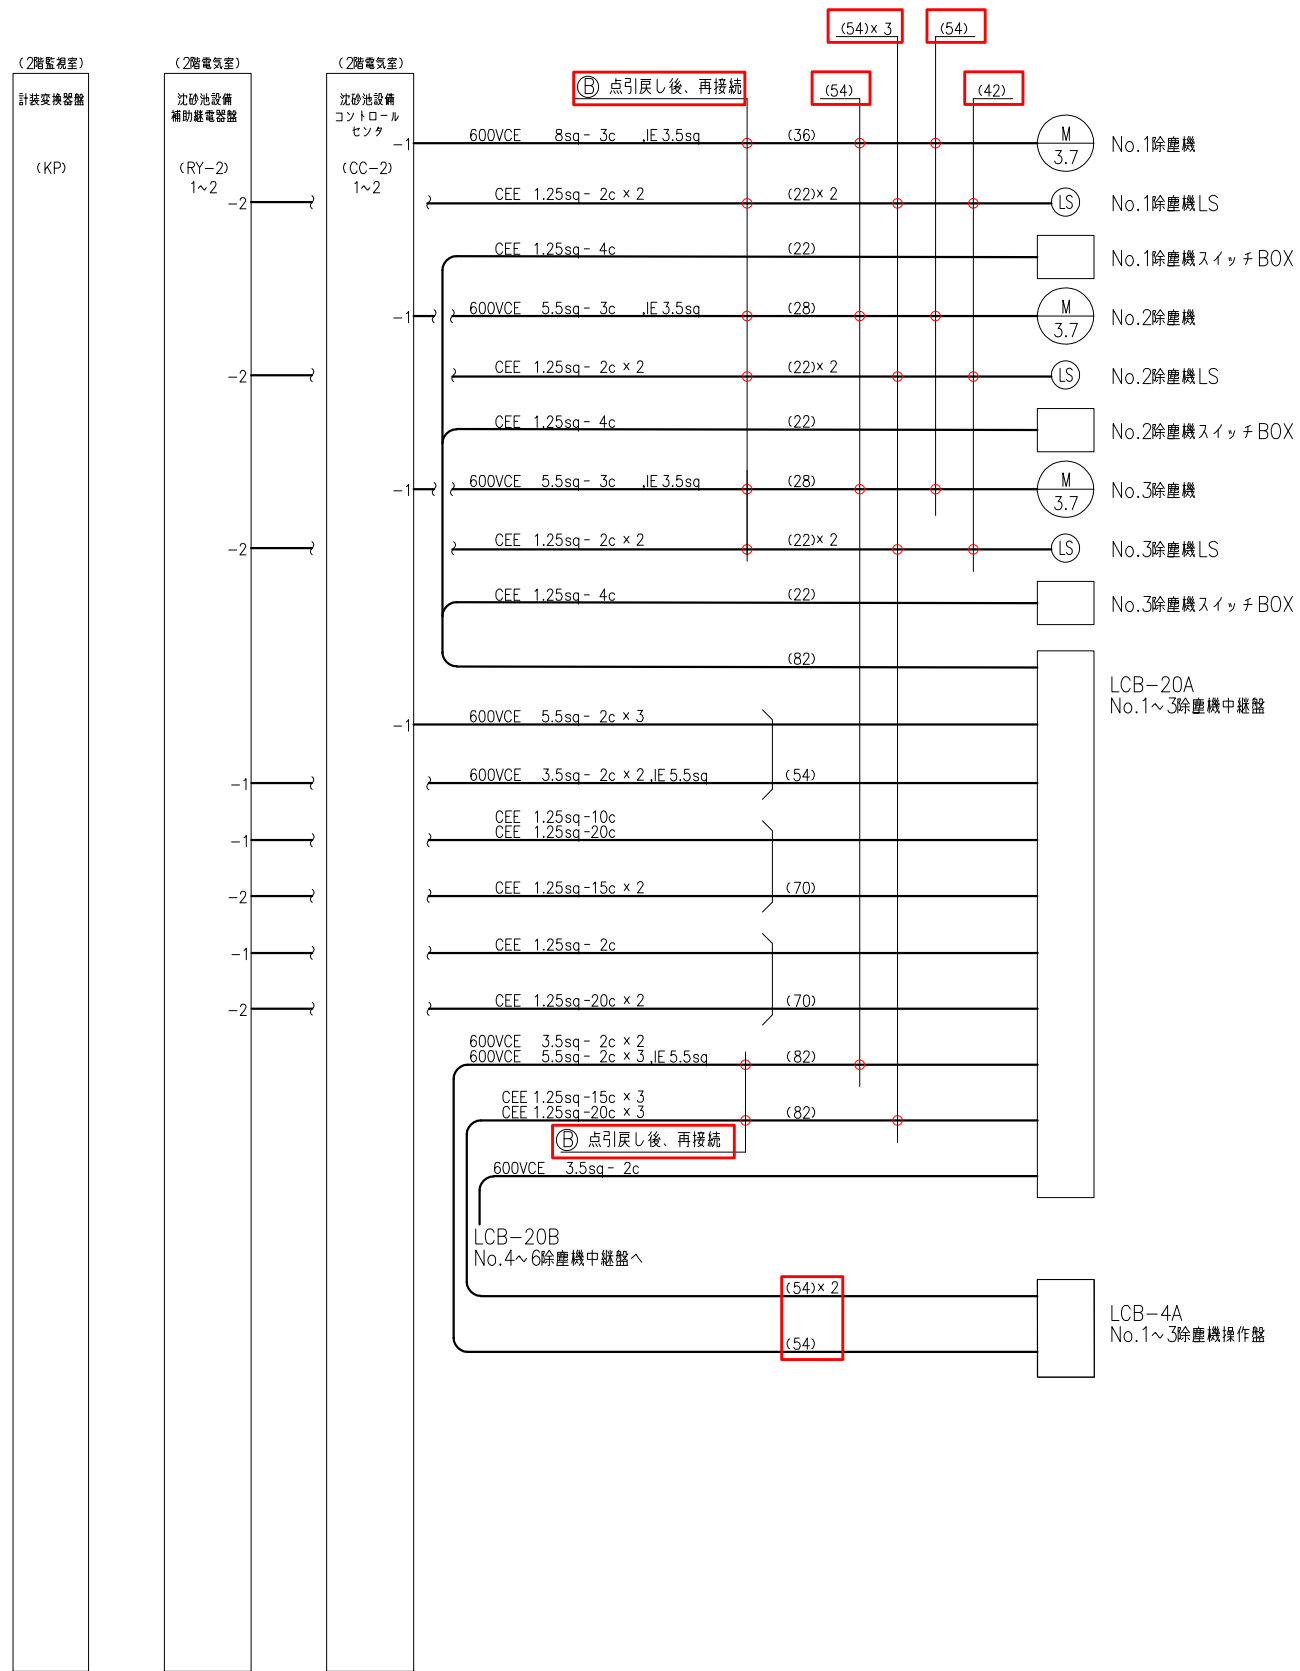 (54)× 3
(54)
(2階監視室)
(2階電気室)
(2階電気室)
Ⓑ 点引戻し後、再接続
(54)
(42)
計装変換器盤
沈砂池設備
補助継電器盤
沈砂池設備
コントロール
センタ
(KP)
(RY-2)
1~2
(CC-2)
1~2
-1
600VCE 8sq - 3c ,IE 3.5sq (36)
M
3.7
No.1除塵機
-2
CEE 1.25sq - 2c × 2 (22)× 2
LS
No.1除塵機LS
CEE 1.25sq - 4c (22)
No.1除塵機スイッチBOX
-1
600VCE 5.5sq - 3c ,IE 3.5sq (28)
M
3.7
No.2除塵機
-2
CEE 1.25sq - 2c × 2 (22)× 2
LS
No.2除塵機LS
CEE 1.25sq - 4c (22)
No.2除塵機スイッチBOX
-1
600VCE 5.5sq - 3c ,IE 3.5sq (28)
M
3.7
No.3除塵機
-2
CEE 1.25sq - 2c × 2 (22)× 2
LS
No.3除塵機LS
CEE 1.25sq - 4c (22)
No.3除塵機スイッチBOX
(82)
LCB-20A
No.1~3除塵機中継盤
-1
600VCE 5.5sq - 2c × 3
-1
600VCE 3.5sq - 2c × 2 ,IE 5.5sq (54)
CEE 1.25sq -10c
-1
CEE 1.25sq -20c
-2
CEE 1.25sq -15c × 2 (70)
-1
CEE 1.25sq - 2c
-2
CEE 1.25sq -20c × 2 (70)
600VCE 3.5sq - 2c × 2
600VCE 5.5sq - 2c × 3 ,IE 5.5sq (82)
CEE 1.25sq -15c × 3
CEE 1.25sq -20c × 3 (82)
Ⓑ 点引戻し後、再接続
600VCE 3.5sq - 2c
LCB-20B
No.4~6除塵機中継盤へ
(54)× 2
LCB-4A
No.1~3除塵機操作盤
(54)